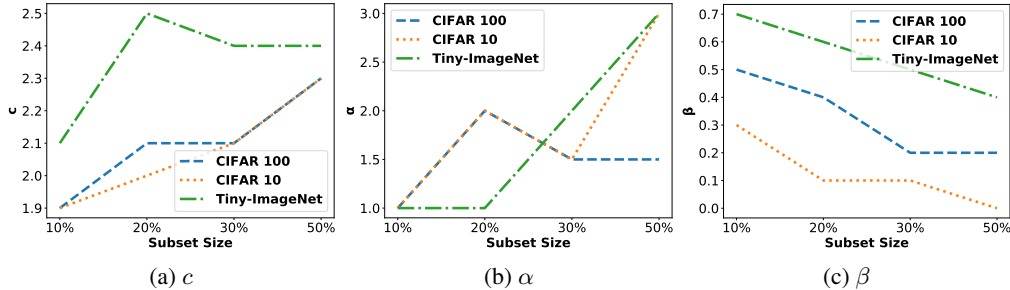 2.5
2.4
2.3
2.2
2.1
2.0
1.9
c
10%
20%
30%
50%
Subset Size
CIFAR 100
CIFAR 10
Tiny-ImageNet
(a) c
3.0
2.5
2.0
1.5
1.0
α
10%
20%
30%
50%
Subset Size
CIFAR 100
CIFAR 10
Tiny-ImageNet
(b) α
0.7
0.6
0.5
0.4
0.3
0.2
0.1
0.0
β
10%
20%
30%
50%
Subset Size
CIFAR 100
CIFAR 10
Tiny-ImageNet
(c) β